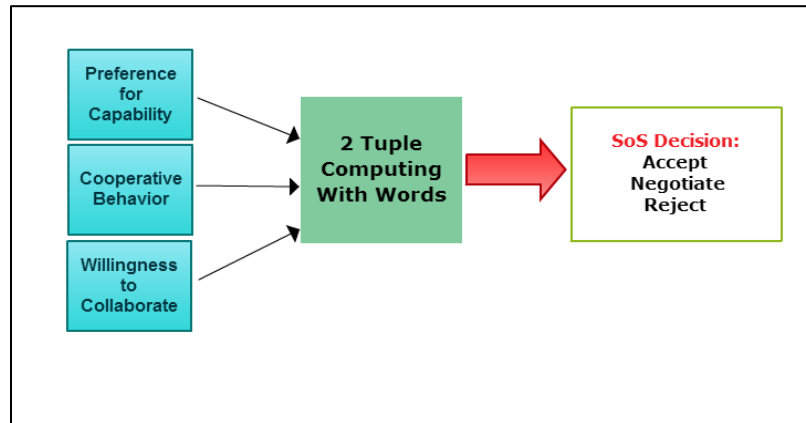 Preference
for
Capability
Cooperative
Behavior
Willingness
to
Collaborate
2 Tuple
Computing
With Words
SoS Decision:
Accept
Negotiate
Reject